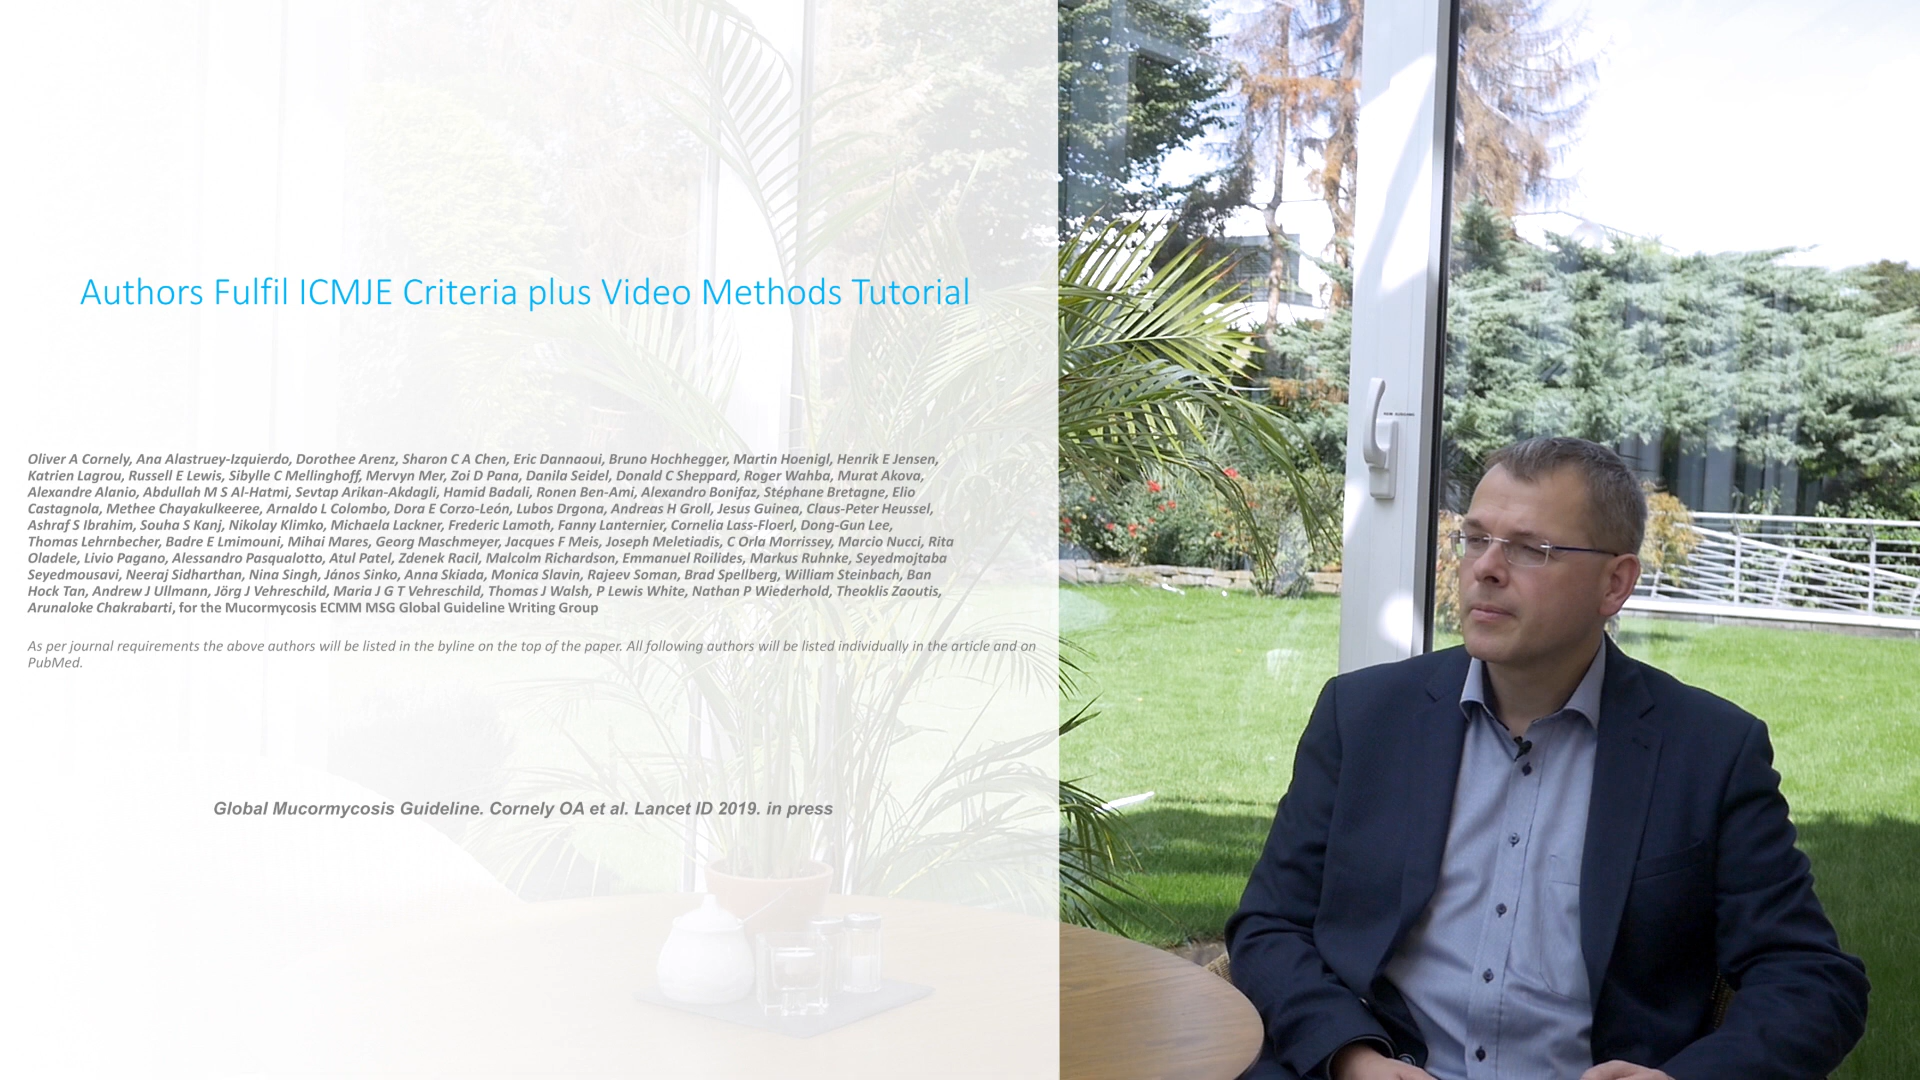 Authors Fulfil ICMJE Criteria plus Video Methods Tutorial
Oliver A Cornely, Ana Alastruey-Izquierdo, Dorothee Arenz, Sharon C A Chen, Eric Dannaoui, Bruno Hochhegger, Martin Hoenigl, Henrik E Jensen,
Katrien Lagrou, Russell E Lewis, Sibylle C Mellinghoff, Mervyn Mer, Zoi D Pana, Danila Seidel, Donald C Sheppard, Roger Wahba, Murat Akova,
Alexandre Alanio, Abdullah M S Al-Hatmi, Sevtap Arikan-Akdagli, Hamid Badali, Ronen Ben-Ami, Alexandro Bonifaz, Stéphane Bretagne, Elio
Castagnola, Methee Chayakulkeeree, Arnaldo L Colombo, Dora E Corzo-León, Lubos Drgona, Andreas H Groll, Jesus Guinea, Claus-Peter Heussel,
Ashraf S Ibrahim, Souha S Kanj, Nikolay Klimko, Michaela Lackner, Frederic Lamoth, Fanny Lanternier, Cornelia Lass-Floerl, Dong-Gun Lee,
Thomas Lehrnbecher, Badre E Lmimouni, Mihai Mares, Georg Maschmeyer, Jacques F Meis, Joseph Meletiadis, C Orla Morrissey, Marcio Nucci, Rita
Oladele, Livio Pagano, Alessandro Pasqualotto, Atul Patel, Zdenek Racil, Malcolm Richardson, Emmanuel Roilides, Markus Ruhnke, Seyedmojtaba
Seyedmousavi, Neeraj Sidharthan, Nina Singh, János Sinko, Anna Skiada, Monica Slavin, Rajeev Soman, Brad Spellberg, William Steinbach, Ban
Hock Tan, Andrew J Ullmann, Jörg J Vehreschild, Maria J G T Vehreschild, Thomas J Walsh, P Lewis White, Nathan P Wiederhold, Theoklis Zaoutis,
Arunaloke Chakrabarti, for the Mucormycosis ECMM MSG Global Guideline Writing Group
As per journal requirements the above authors will be listed in the byline on the top of the paper. All following authors will be listed individually in the article and on
PubMed.
Global Mucormycosis Guideline. Cornely OA et al. Lancet ID 2019. in press